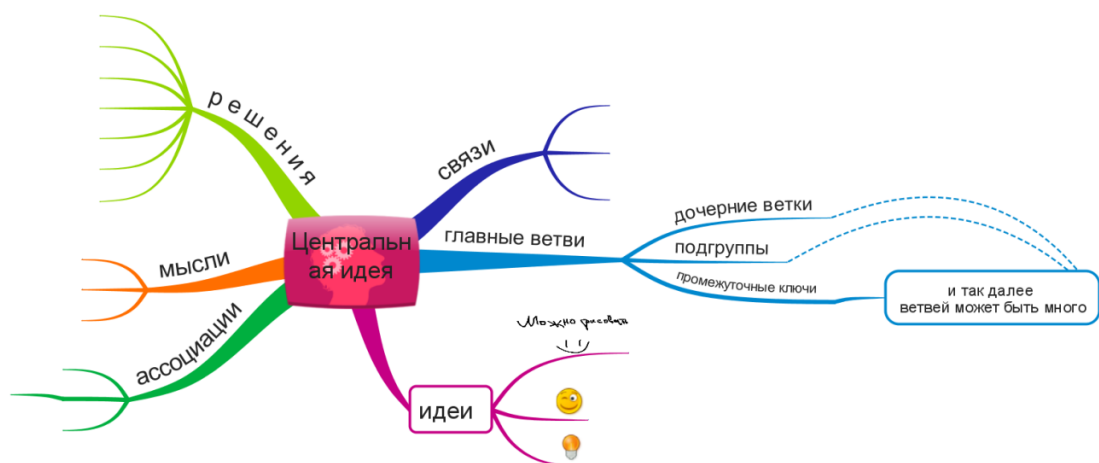 решения
связи
дочерние ветки
Центральн
ая идея
главные ветви
подгруппы
мысли
промежуточные ключи
и так далее
ветвей может быть много
ассоциации
Можно рисовать
идеи